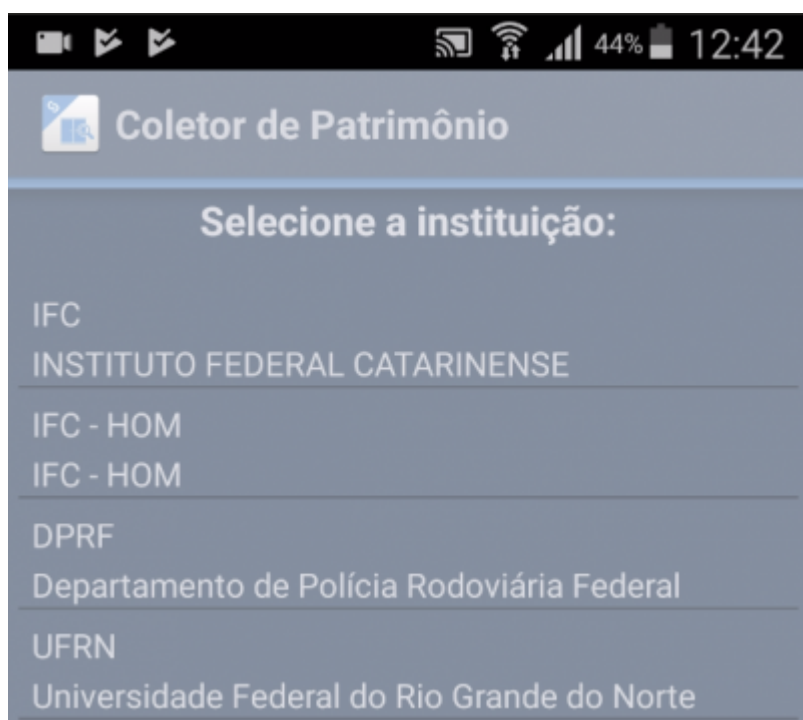 44% 12:42
Coletor de Patrimônio
Selecione a instituição:
IFC
INSTITUTO FEDERAL CATARINENSE
IFC - HOM
IFC - HOM
DPRF
Departamento de Polícia Rodoviária Federal
UFRN
Universidade Federal do Rio Grande do Norte